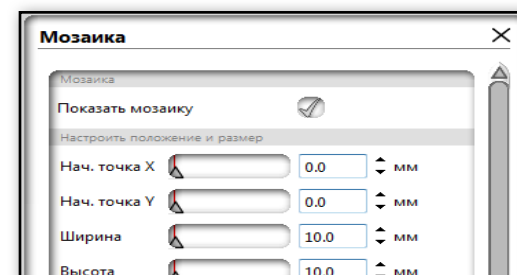 Мозаика
Мозаика
Показать мозаику
Настроить положение и размер
Нач. точка X 0.0 мм
Нач. точка Y 0.0 мм
Ширина 10.0 мм
Высота 10.0 мм